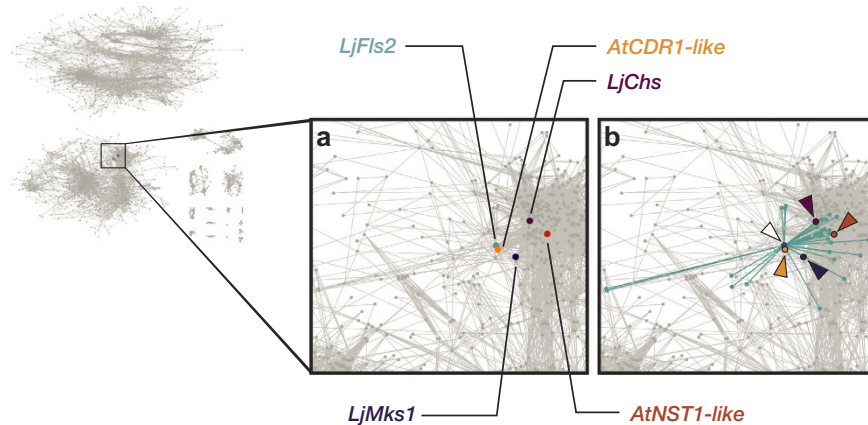 LjFls2
AtCDR1-like
LjChs
a
b
LjMks1
AtNST1-like